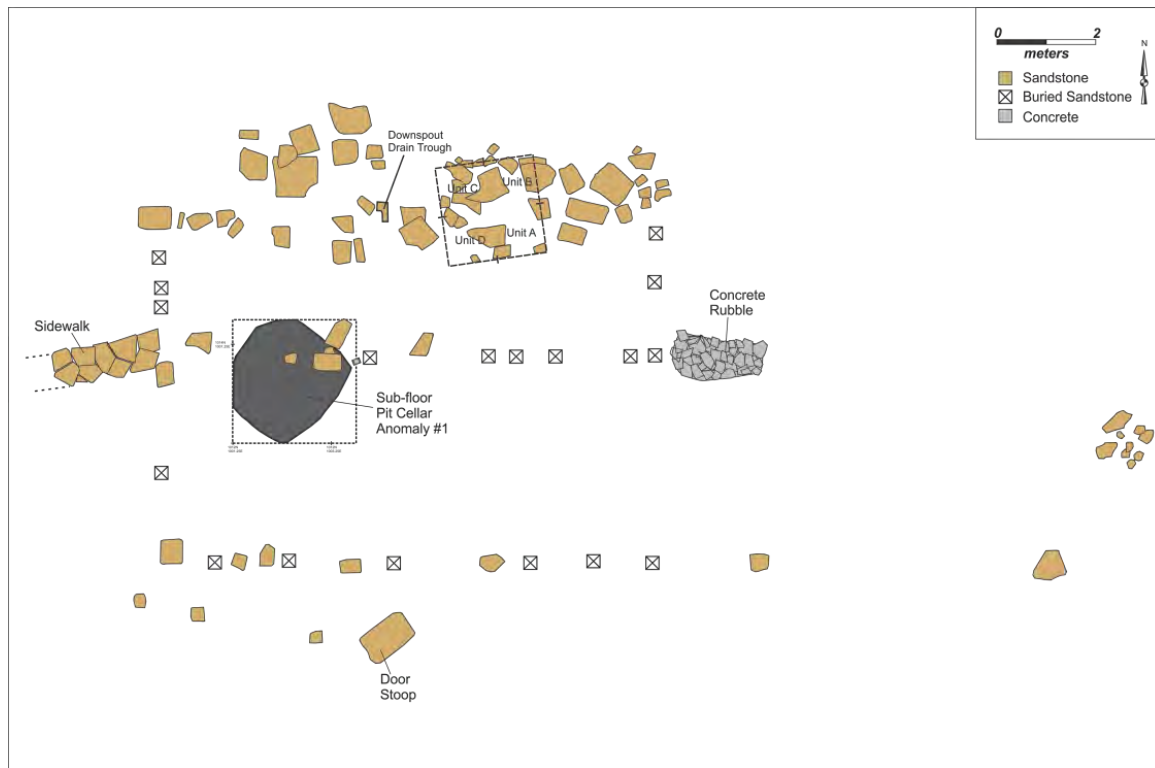 0 2
meters
N
Sandstone
Buried Sandstone
Concrete
Downspout
Drain Trough
Unit C
Unit B
Unit D
Unit A
Concrete
Rubble
Sidewalk
Sub-floor
Pit Cellar
Anomaly #1
Door
Stoop